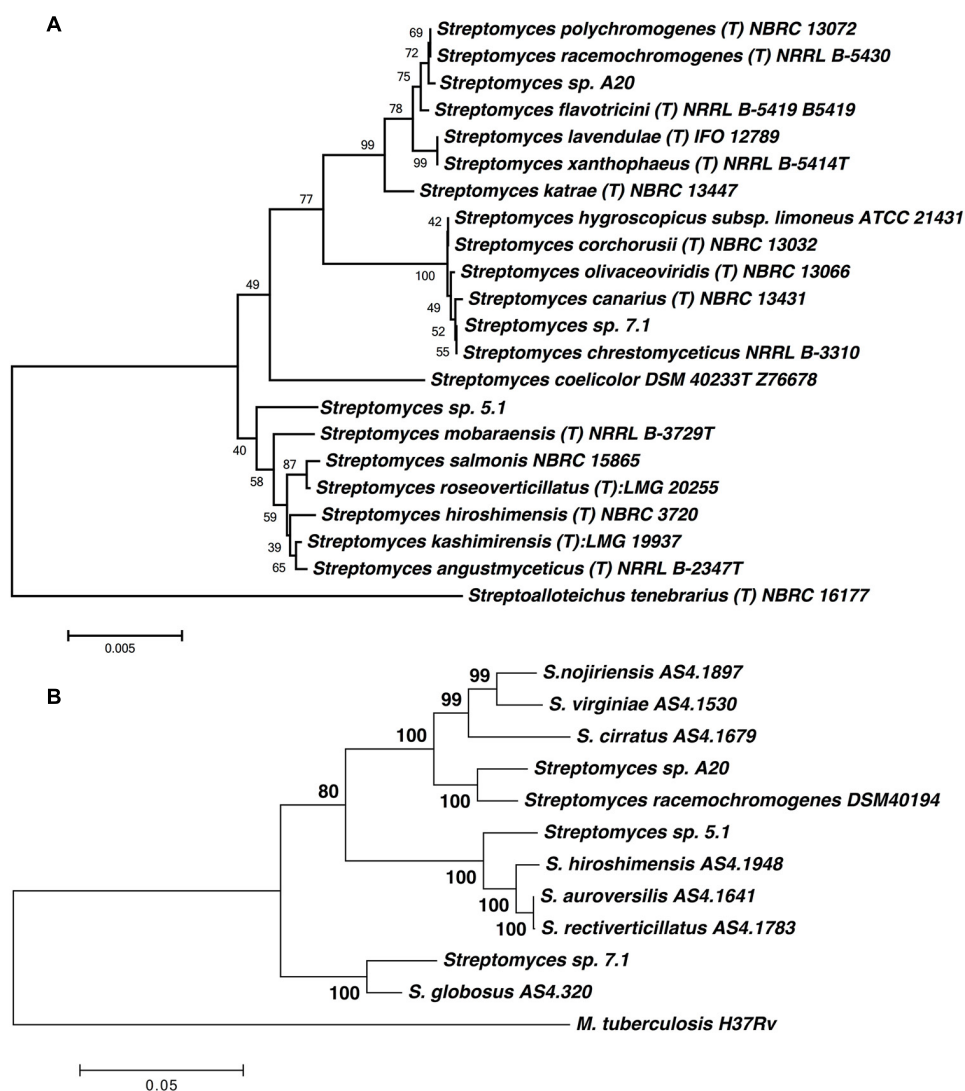 A
69 Streptomyces polychromogenes (T) NBRC 13072
72 Streptomyces racemochromogenes (T) NRRL B-5430
75 Streptomyces sp. A20
78 Streptomyces flavotricini (T) NRRL B-5419 B5419
99 Streptomyces lavendulae (T) IFO 12789
99 Streptomyces xanthophaeus (T) NRRL B-5414T
Streptomyces katrae (T) NBRC 13447
77
42 Streptomyces hygroscopicus subsp. limoneus ATCC 21431
Streptomyces corchorusii (T) NBRC 13032
100 Streptomyces olivaceoviridis (T) NBRC 13066
49 Streptomyces canarius (T) NBRC 13431
49
52 Streptomyces sp. 7.1
55 Streptomyces chrestomyceticus NRRL B-3310
Streptomyces coelicolor DSM 40233T Z76678
Streptomyces sp. 5.1
40 Streptomyces mobaraensis (T) NRRL B-3729T
87 Streptomyces salmonis NBRC 15865
58 Streptomyces roseoverticillatus (T):LMG 20255
59 Streptomyces hiroshimensis (T) NBRC 3720
39 Streptomyces kashimirensis (T):LMG 19937
65 Streptomyces angustmyceticus (T) NRRL B-2347T
Streptoalloteichus tenebrarius (T) NBRC 16177
0.005
B
99 S.nojiriensis AS4.1897
99 S. virginiae AS4.1530
100 S. cirratus AS4.1679
Streptomyces sp. A20
100 Streptomyces racemochromogenes DSM40194
80
Streptomyces sp. 5.1
100 S. hiroshimensis AS4.1948
100 S. auroversilis AS4.1641
100 S. rectiverticillatus AS4.1783
Streptomyces sp. 7.1
100 S. globosus AS4.320
M. tuberculosis H37Rv
0.05